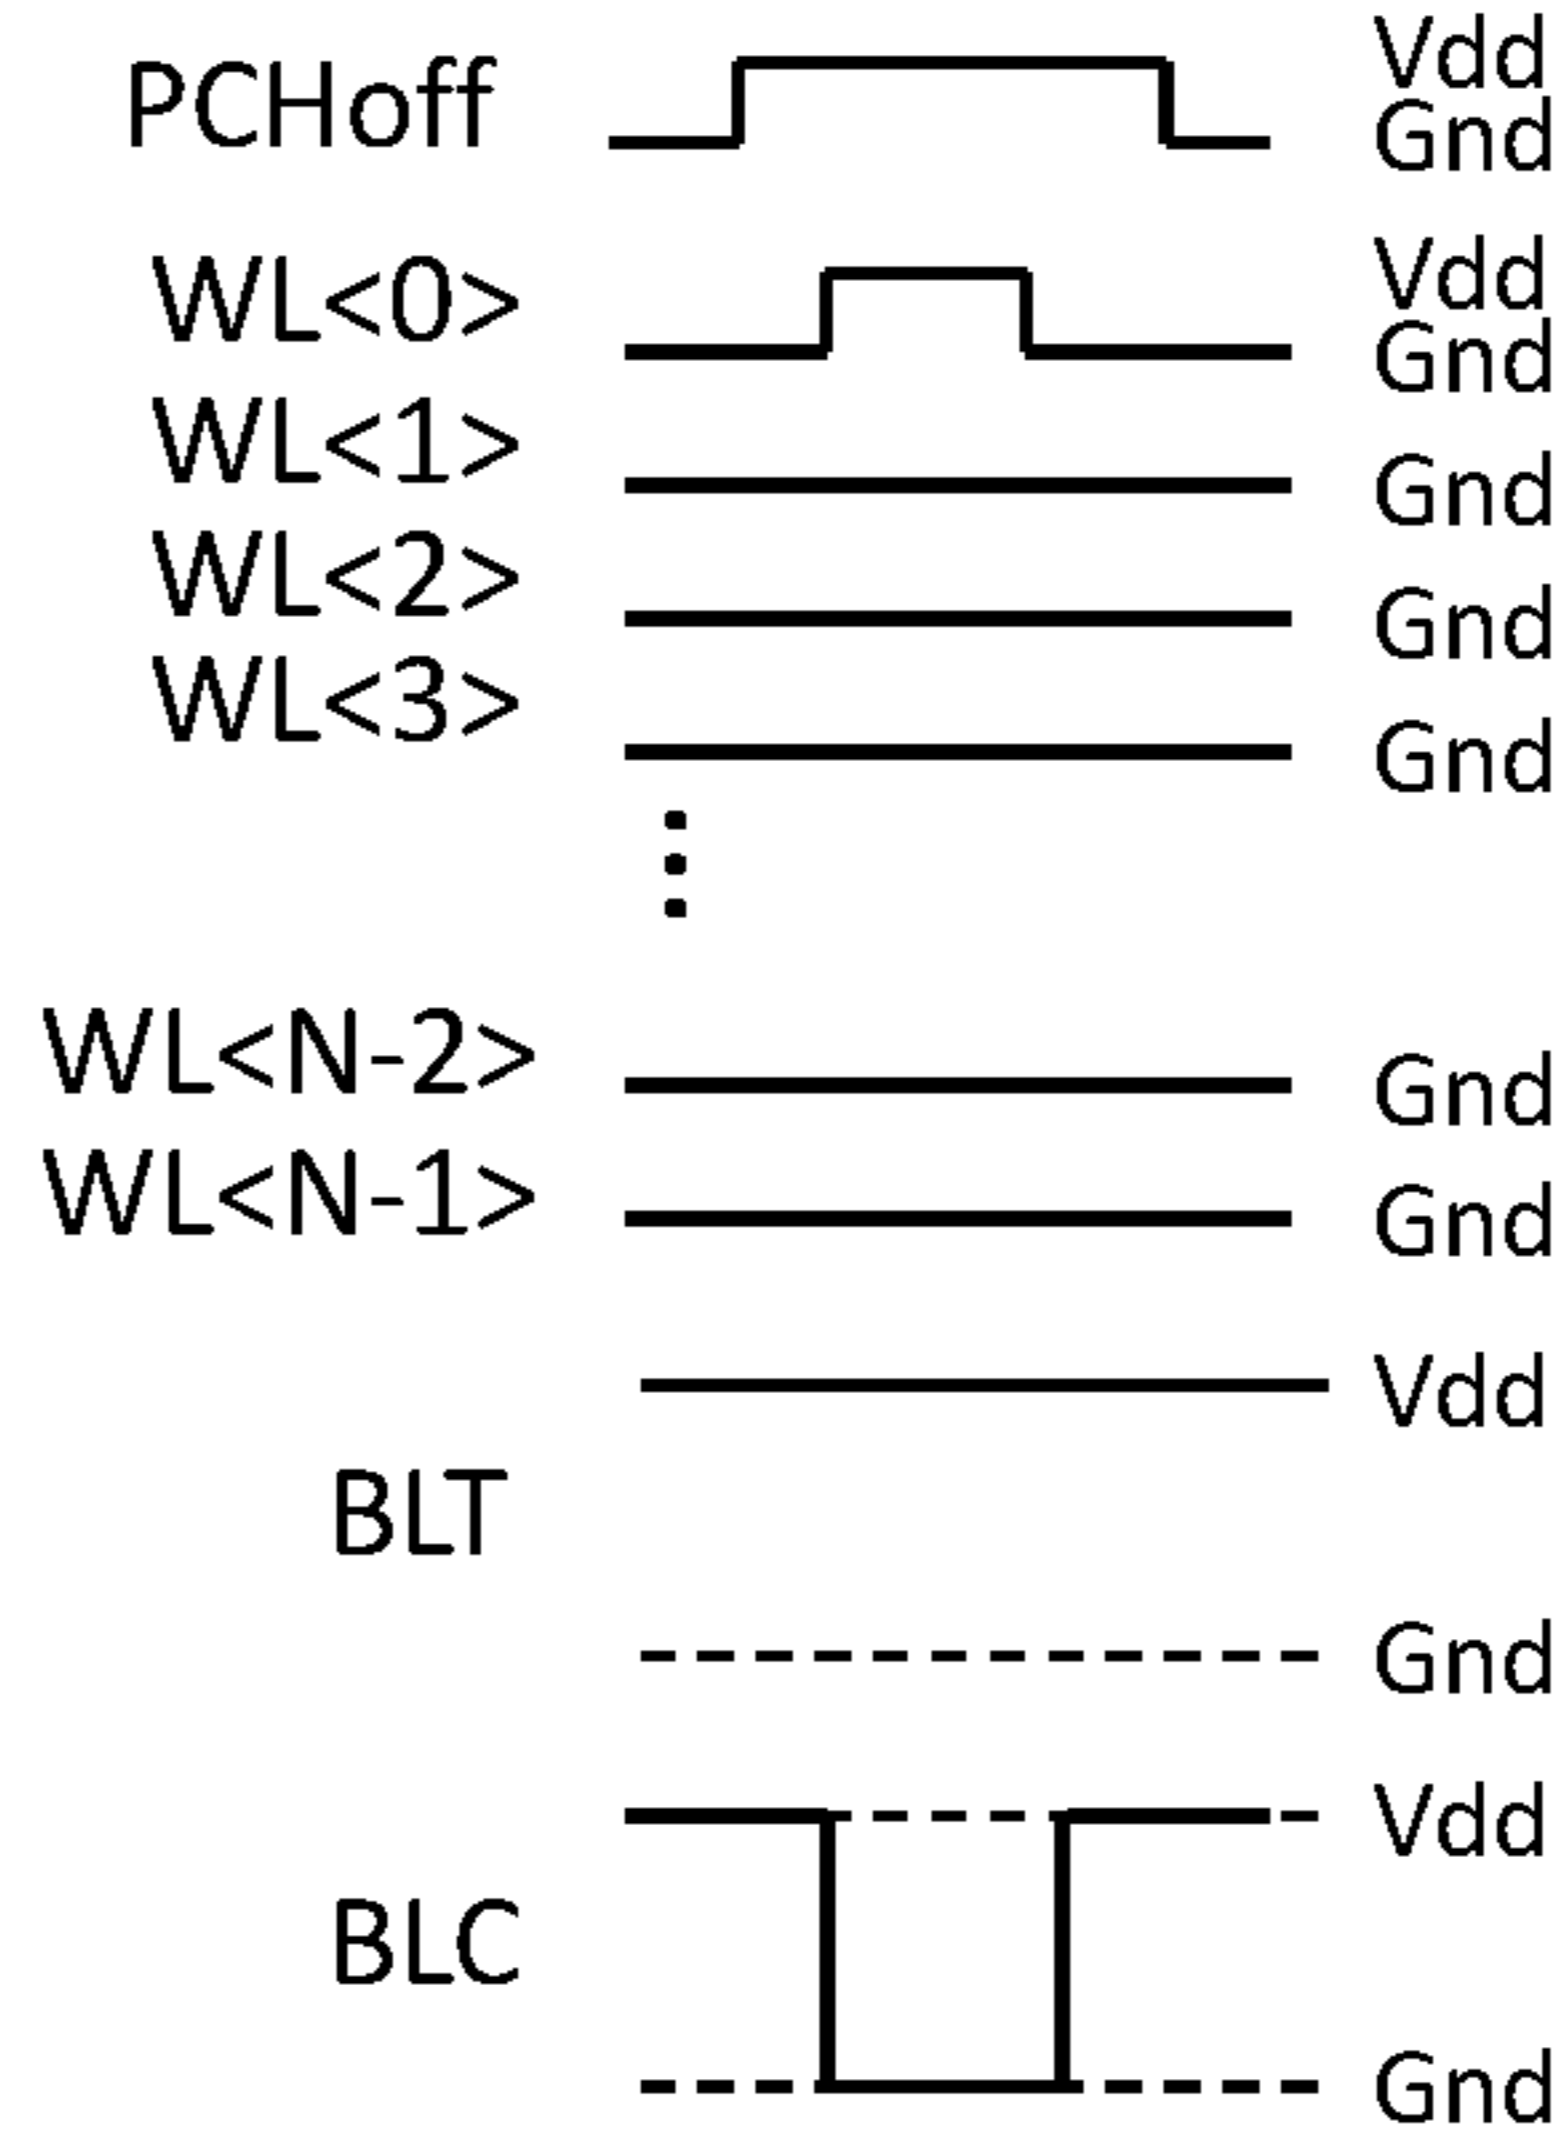 PCHoff Vdd
Gnd
WL<0> Vdd
Gnd
WL<1> Gnd
WL<2> Gnd
WL<3> Gnd
WL<N-2> Gnd
WL<N-1> Gnd
Vdd
BLT
Gnd
Vdd
BLC
Gnd